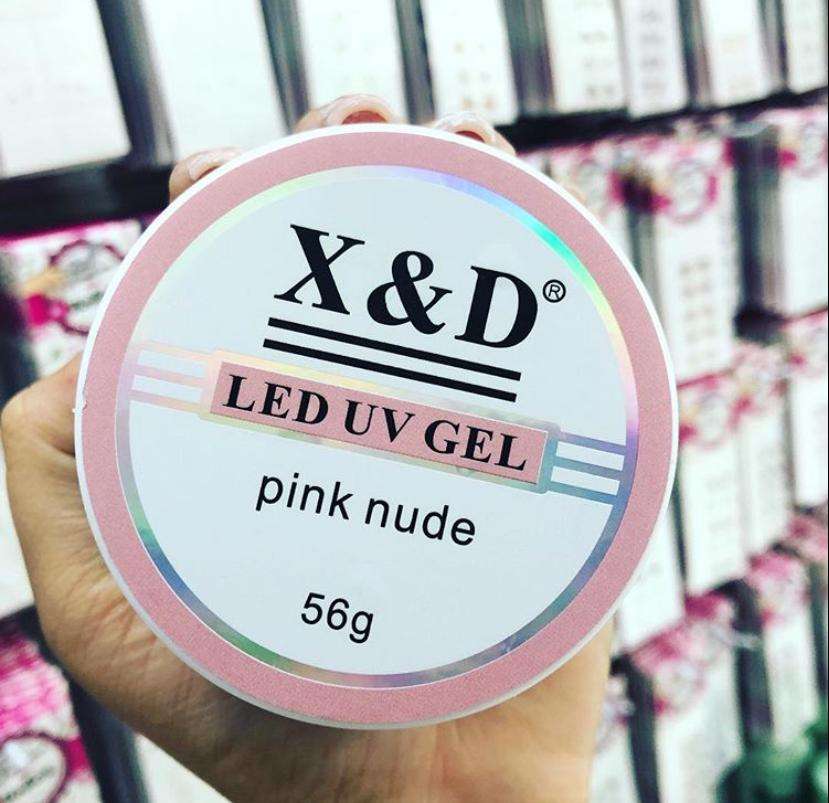 X&D®
LED UV GEL
pink nude
56g